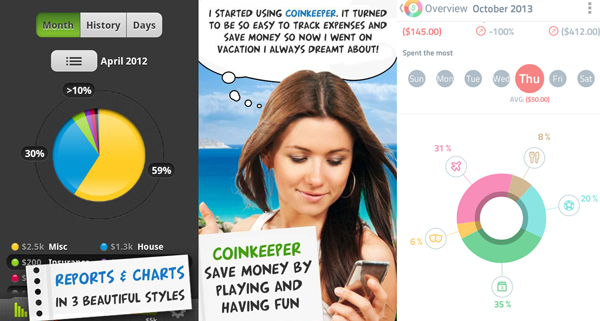 Month
History
Days
April 2012
>10%
30%
59%
$2.5k Misc
$1.3k House
$200
REPORTS & CHARTS
IN 3 BEAUTIFUL STYLES
I STARTED USING COINKEEPER. IT TURNED
TO BE SO EASY TO TRACK EXPENSES AND
SAVE MONEY SO NOW I WENT ON
VACATION I ALWAYS DREAMT ABOUT!
COINKEEPER
SAVE MONEY BY
PLAYING AND
HAVING FUN
Overview October 2013
($145.00)
-100%
($412.00)
Spent the most
Sun
Mon
Tue
Wed
Thu
Fri
Sat
AVG: ($50.00)
31 %
8 %
20 %
6 %
35 %